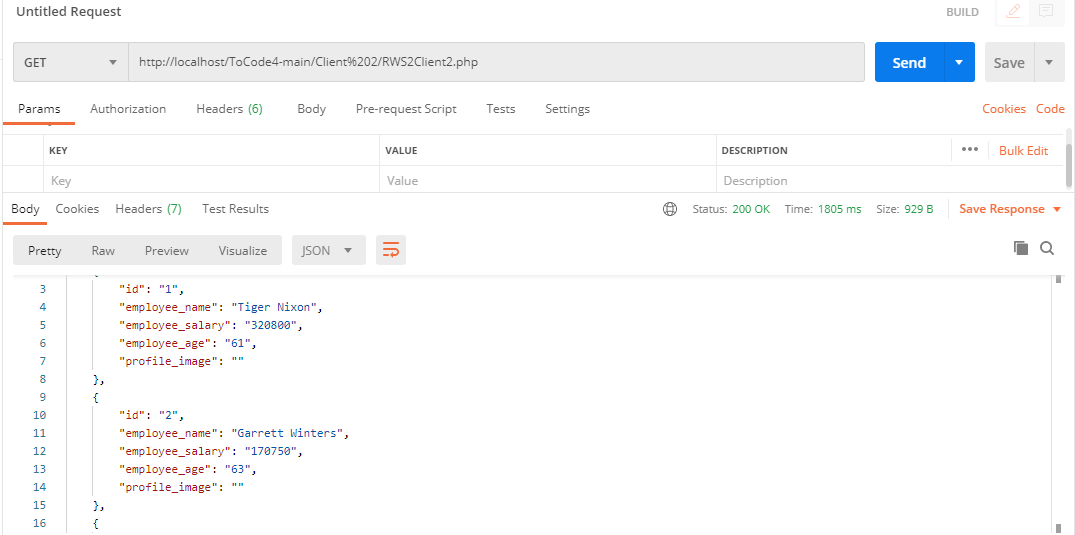 Untitled Request BUILD
GET http://localhost/ToCode4-main/Client%202/RWS2Client2.php Send Save
Params Authorization Headers (6) Body Pre-request Script Tests Settings Cookies Code
KEY VALUE DESCRIPTION ••• Bulk Edit
Key Value Description
Body Cookies Headers (7) Test Results Status: 200 OK Time: 1805 ms Size: 929 B Save Response
Pretty Raw Preview Visualize JSON
3 "id": "1",
4 "employee_name": "Tiger Nixon",
5 "employee_salary": "320800",
6 "employee_age": "61",
7 "profile_image": ""
8 },
9 {
10 "id": "2",
11 "employee_name": "Garrett Winters",
12 "employee_salary": "170750",
13 "employee_age": "63",
14 "profile_image": ""
15 },
16 {